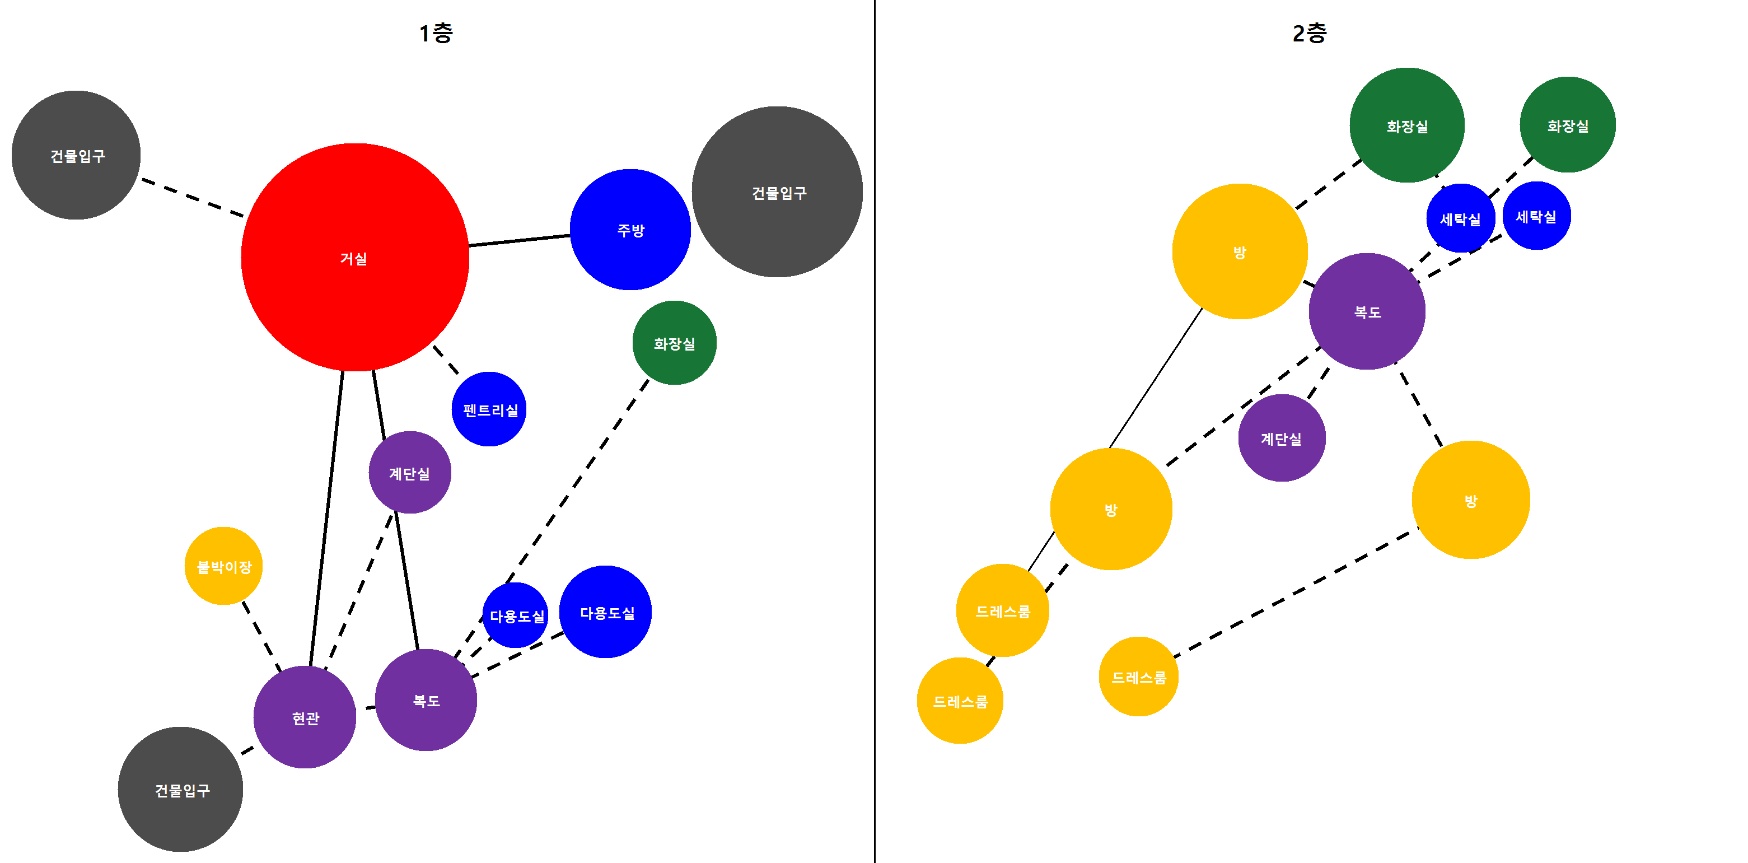 1층
건물입구
거실
주방
건물입구
화장실
펜트리실
계단실
붙박이장
다용도실
다용도실
현관
복도
건물입구
2층
화장실
화장실
세탁실
세탁실
방
복도
계단실
방
방
드레스룸
드레스룸
드레스룸